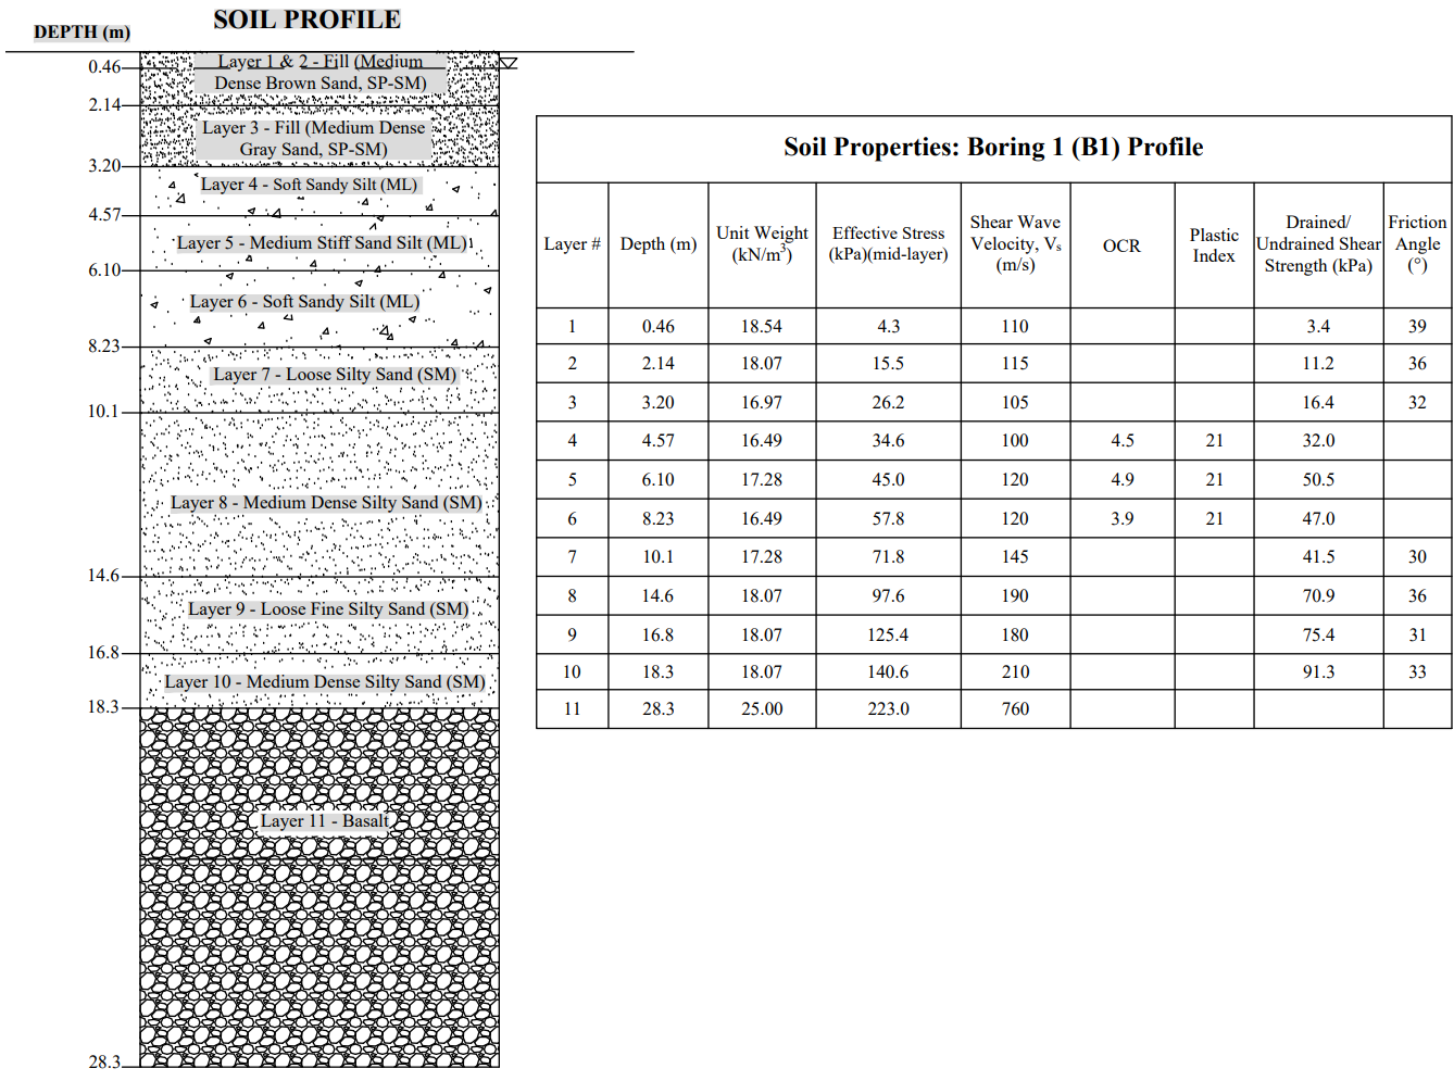 SOIL PROFILE
DEPTH (m)
0.46
2.14
3.20
4.57
6.10
8.23
10.1
14.6
16.8
18.3
28.3
Layer 1 & 2 - Fill (Medium
Dense Brown Sand, SP-SM)
Layer 3 - Fill (Medium Dense
Gray Sand, SP-SM)
Layer 4 - Soft Sandy Silt (ML)
Layer 5 - Medium Stiff Sand Silt (ML)
Layer 6 - Soft Sandy Silt (ML)
Layer 7 - Loose Silty Sand (SM)
Layer 8 - Medium Dense Silty Sand (SM)
Layer 9 - Loose Fine Silty Sand (SM)
Layer 10 - Medium Dense Silty Sand (SM)
Layer 11 - Basalt
Soil Properties: Boring 1 (B1) Profile
Layer # Depth (m) Unit Weight (kN/m³) Effective Stress (kPa)(mid-layer) Shear Wave Velocity, Vₛ (m/s) OCR Plastic Index Drained/ Undrained Shear Strength (kPa) Friction Angle (°)
1 0.46 18.54 4.3 110 3.4 39
2 2.14 18.07 15.5 115 11.2 36
3 3.20 16.97 26.2 105 16.4 32
4 4.57 16.49 34.6 100 4.5 21 32.0
5 6.10 17.28 45.0 120 4.9 21 50.5
6 8.23 16.49 57.8 120 3.9 21 47.0
7 10.1 17.28 71.8 145 41.5 30
8 14.6 18.07 97.6 190 70.9 36
9 16.8 18.07 125.4 180 75.4 31
10 18.3 18.07 140.6 210 91.3 33
11 28.3 25.00 223.0 760